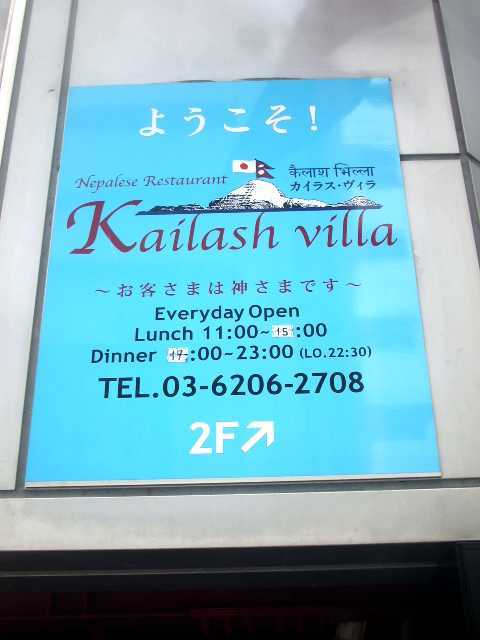 ようこそ!
Nepalese Restaurant
कैलाश भिल्ला
カイラス・ヴィラ
Kailash villa
～お客さまは神さまです～
Everyday Open
Lunch 11:00~15:00
Dinner 17:00~23:00 (LO.22:30)
TEL.03-6206-2708
2F↗